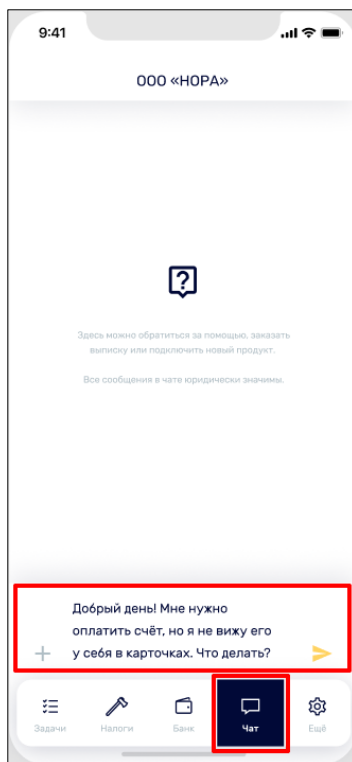 9:41
ООО «НОРА»
Здесь можно обратиться за помощью, заказать
выписку или подключить новый продукт.
Все сообщения в чате юридически значимы.
Добрый день! Мне нужно
оплатить счёт, но я не вижу его
у себя в карточках. Что делать?
Задачи Налоги Банк Чат Ещё